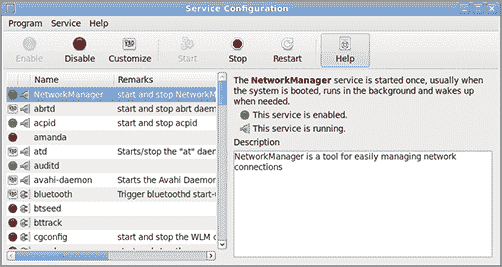 Service Configuration
Program Service Help
Enable Disable Customize Start Stop Restart Help
Name Remarks
NetworkManager start and stop NetworkM
abrtd start and stop abrt daem
acpid start and stop acpid
amanda
atd Starts/stop the "at" daem
auditd
avahi-daemon Starts the Avahi Daemon
bluetooth Trigger bluetoothd start-
btseed
bttrack
cgconfig start and stop the WLM c
The NetworkManager service is started once, usually when
the system is booted, runs in the background and wakes up
when needed.
This service is enabled.
This service is running.
Description
NetworkManager is a tool for easily managing network
connections